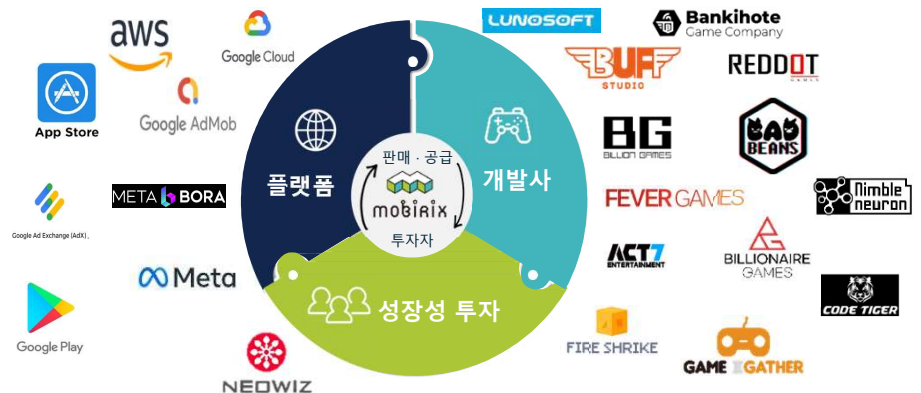 aws
Google Cloud
App Store
Google AdMob
META BORA
Google Ad Exchange (AdX) ,
Meta
Google Play
NEOWIZ
플랫폼
개발사
성장성 투자
판매 · 공급
mobirix
투자자
LUNOSOFT
Bankihote
Game Company
BUFF
STUDIO
REDDOT
GAMES
BG
BILLION GAMES
BAD
BEANS
FEVER GAMES
Nimble
neuron
ACT7
ENTERTAINMENT
BILLIONAIRE
GAMES
CODE TIGER
FIRE SHRIKE
GAME GATHER